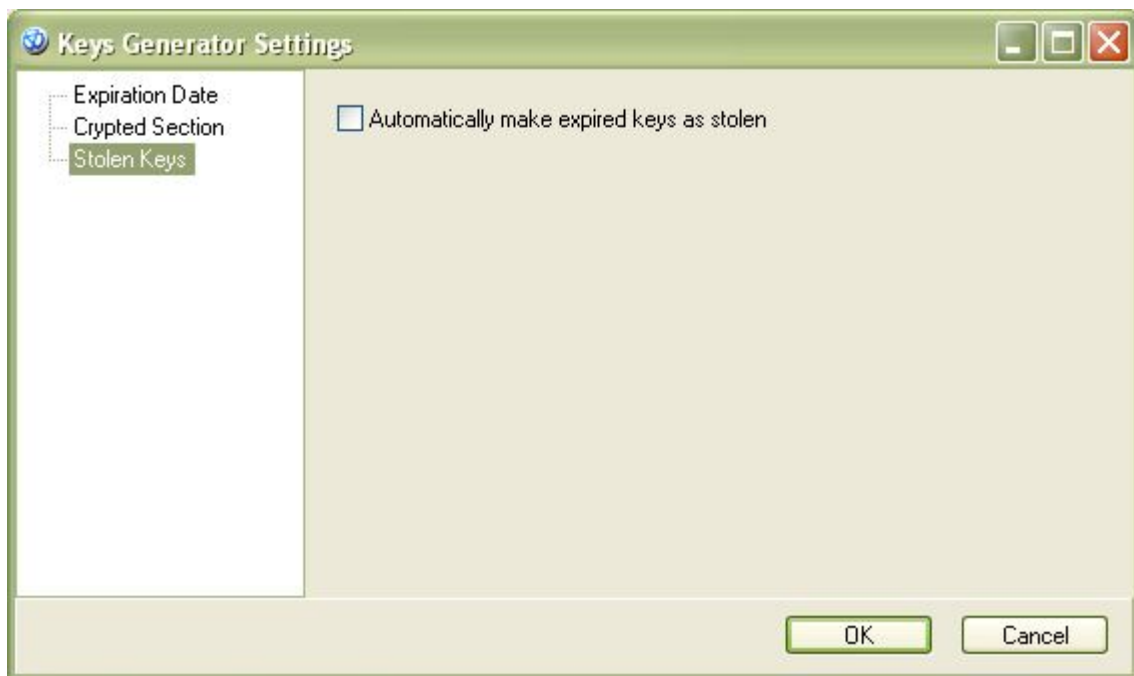 Keys Generator Settings
Expiration Date
Crypted Section
Stolen Keys
Automatically make expired keys as stolen
OK
Cancel